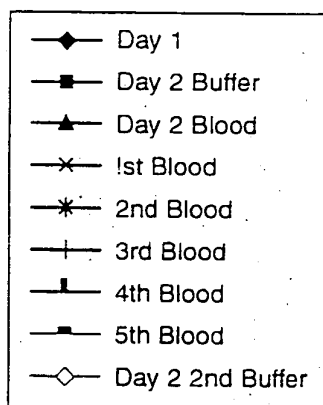 Day 1
Day 2 Buffer
Day 2 Blood
!st Blood
2nd Blood
3rd Blood
4th Blood
5th Blood
Day 2 2nd Buffer